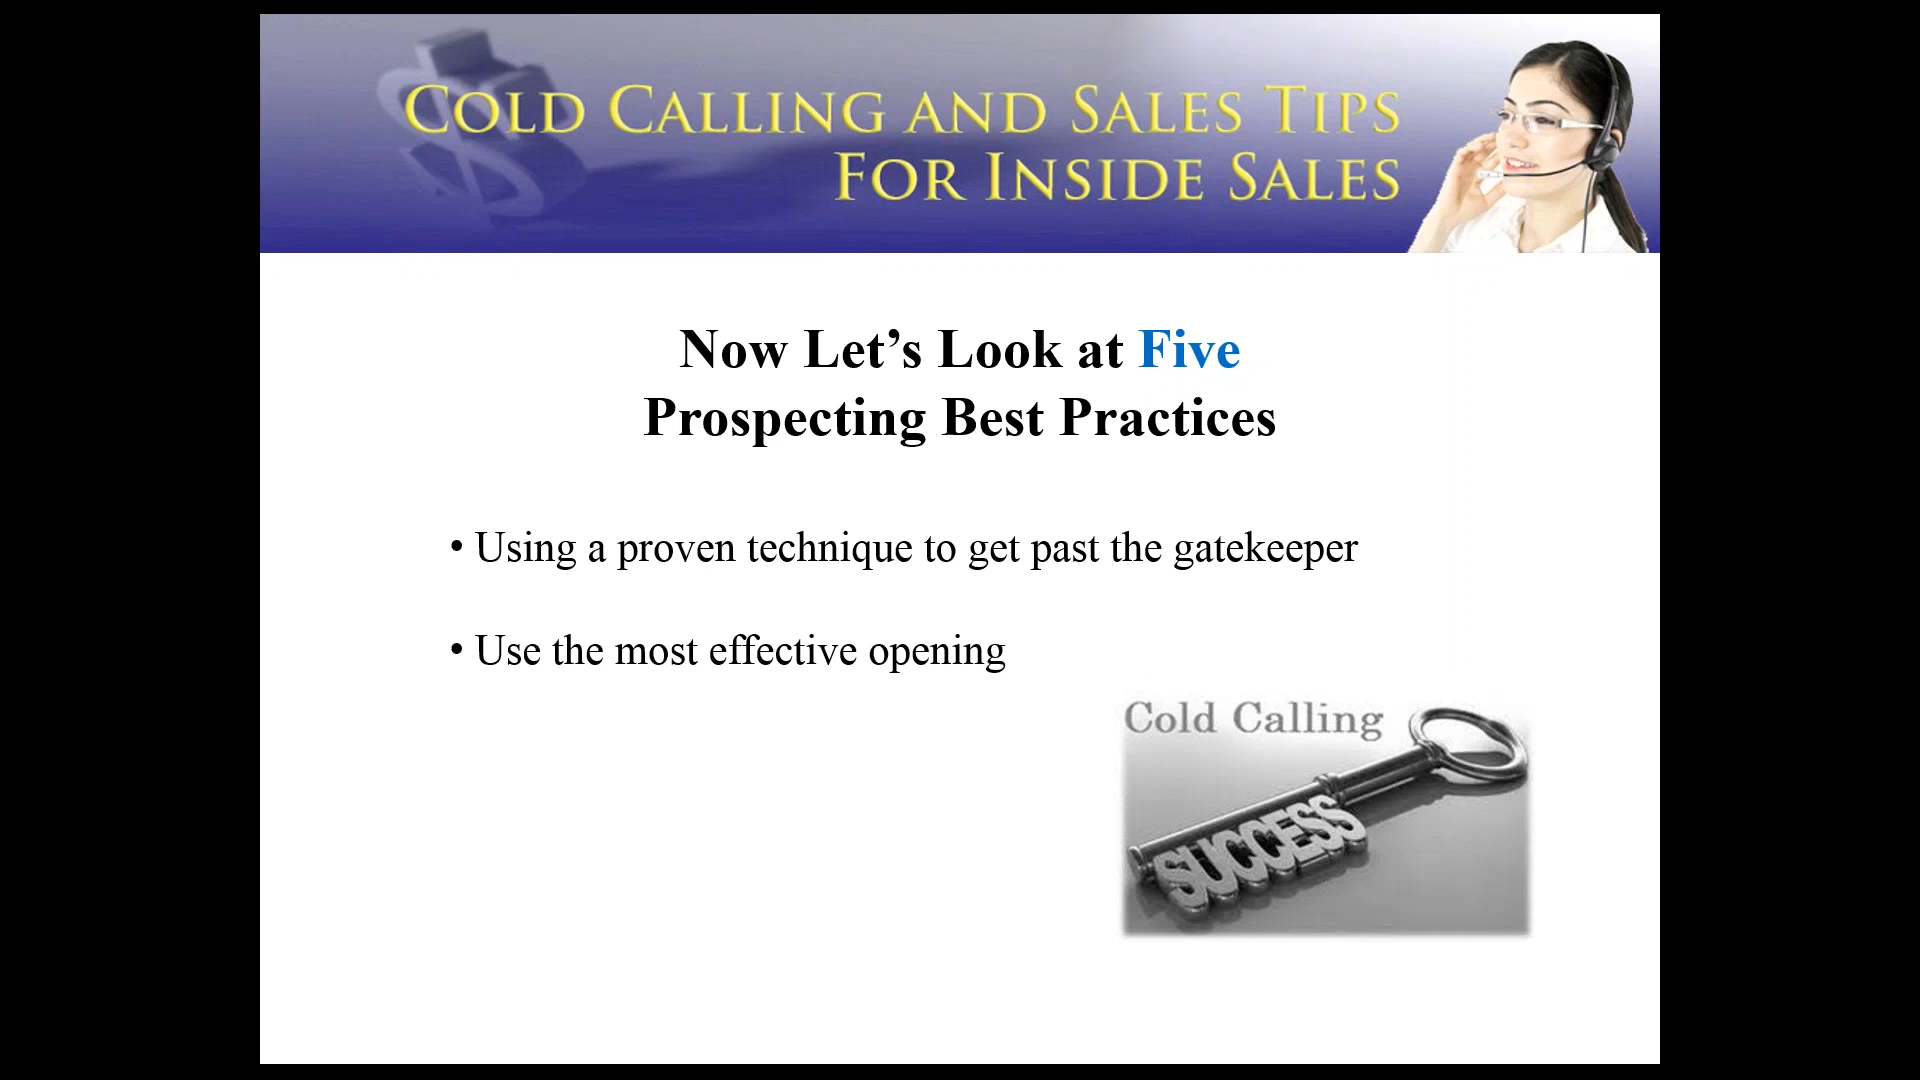 COLD CALLING AND SALES TIPS
FOR INSIDE SALES
Now Let’s Look at Five
Prospecting Best Practices
• Using a proven technique to get past the gatekeeper
• Use the most effective opening
Cold Calling
SUCCESS